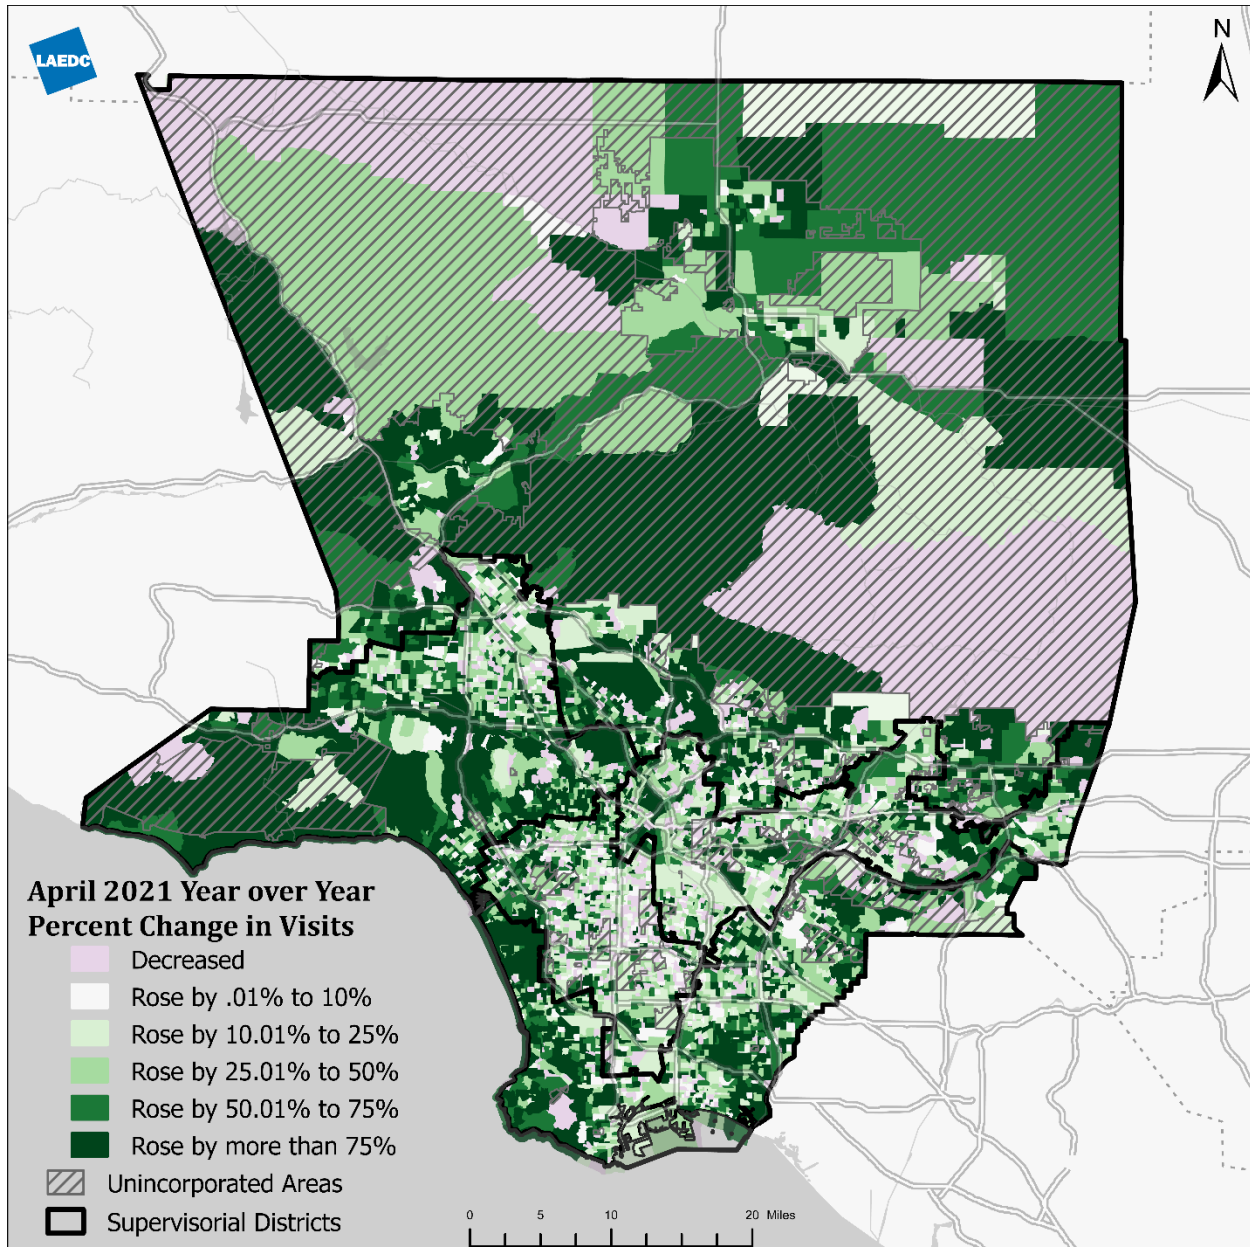 LAEDC
N
April 2021 Year over Year
Percent Change in Visits
Decreased
Rose by .01% to 10%
Rose by 10.01% to 25%
Rose by 25.01% to 50%
Rose by 50.01% to 75%
Rose by more than 75%
Unincorporated Areas
Supervisorial Districts
0 5 10 20 Miles